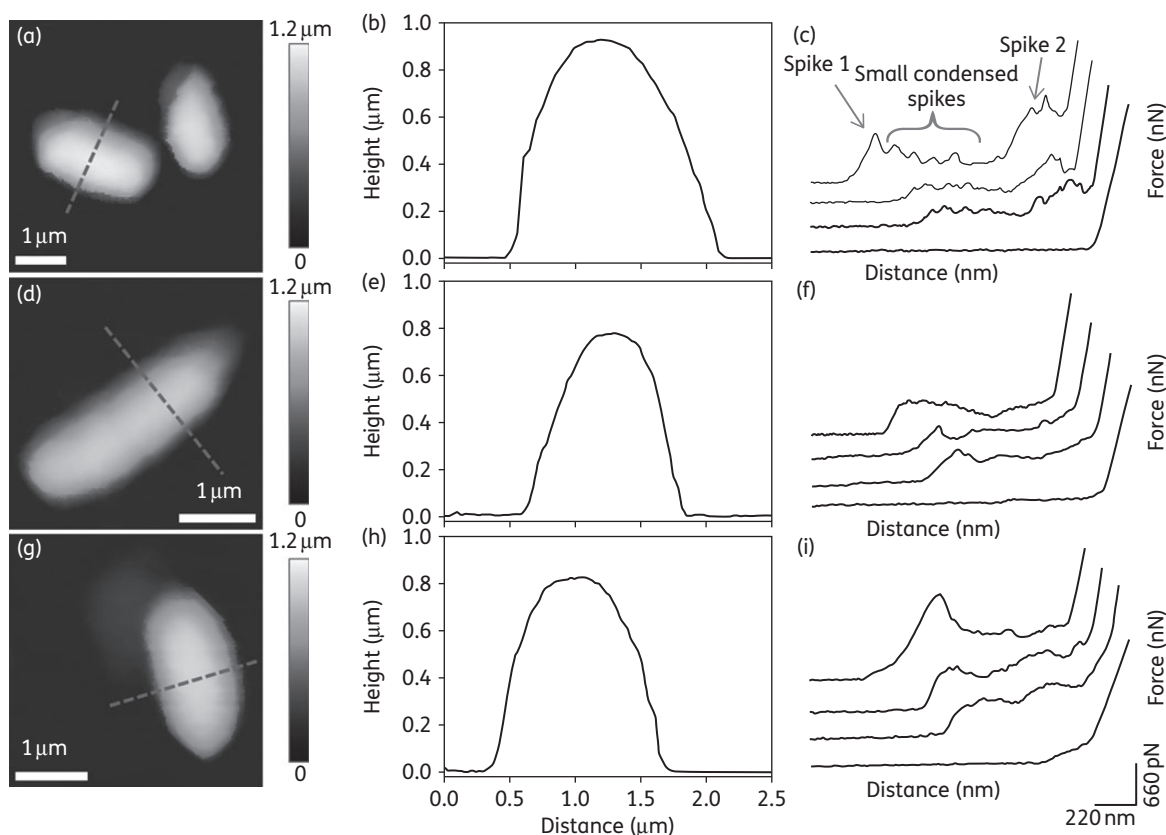 (a)
1.2 μm
0
1 μm
(b)
Height (μm)
1.0
0.8
0.6
0.4
0.2
0.0
(c)
Spike 1
Small condensed
spikes
Spike 2
Force (nN)
Distance (nm)
(d)
1.2 μm
0
1 μm
(e)
Height (μm)
1.0
0.8
0.6
0.4
0.2
0.0
(f)
Force (nN)
Distance (nm)
(g)
1.2 μm
0
1 μm
(h)
Height (μm)
1.0
0.8
0.6
0.4
0.2
0.0
0.0 0.5 1.0 1.5 2.0 2.5
Distance (μm)
(i)
Force (nN)
Distance (nm)
660 pN
220 nm